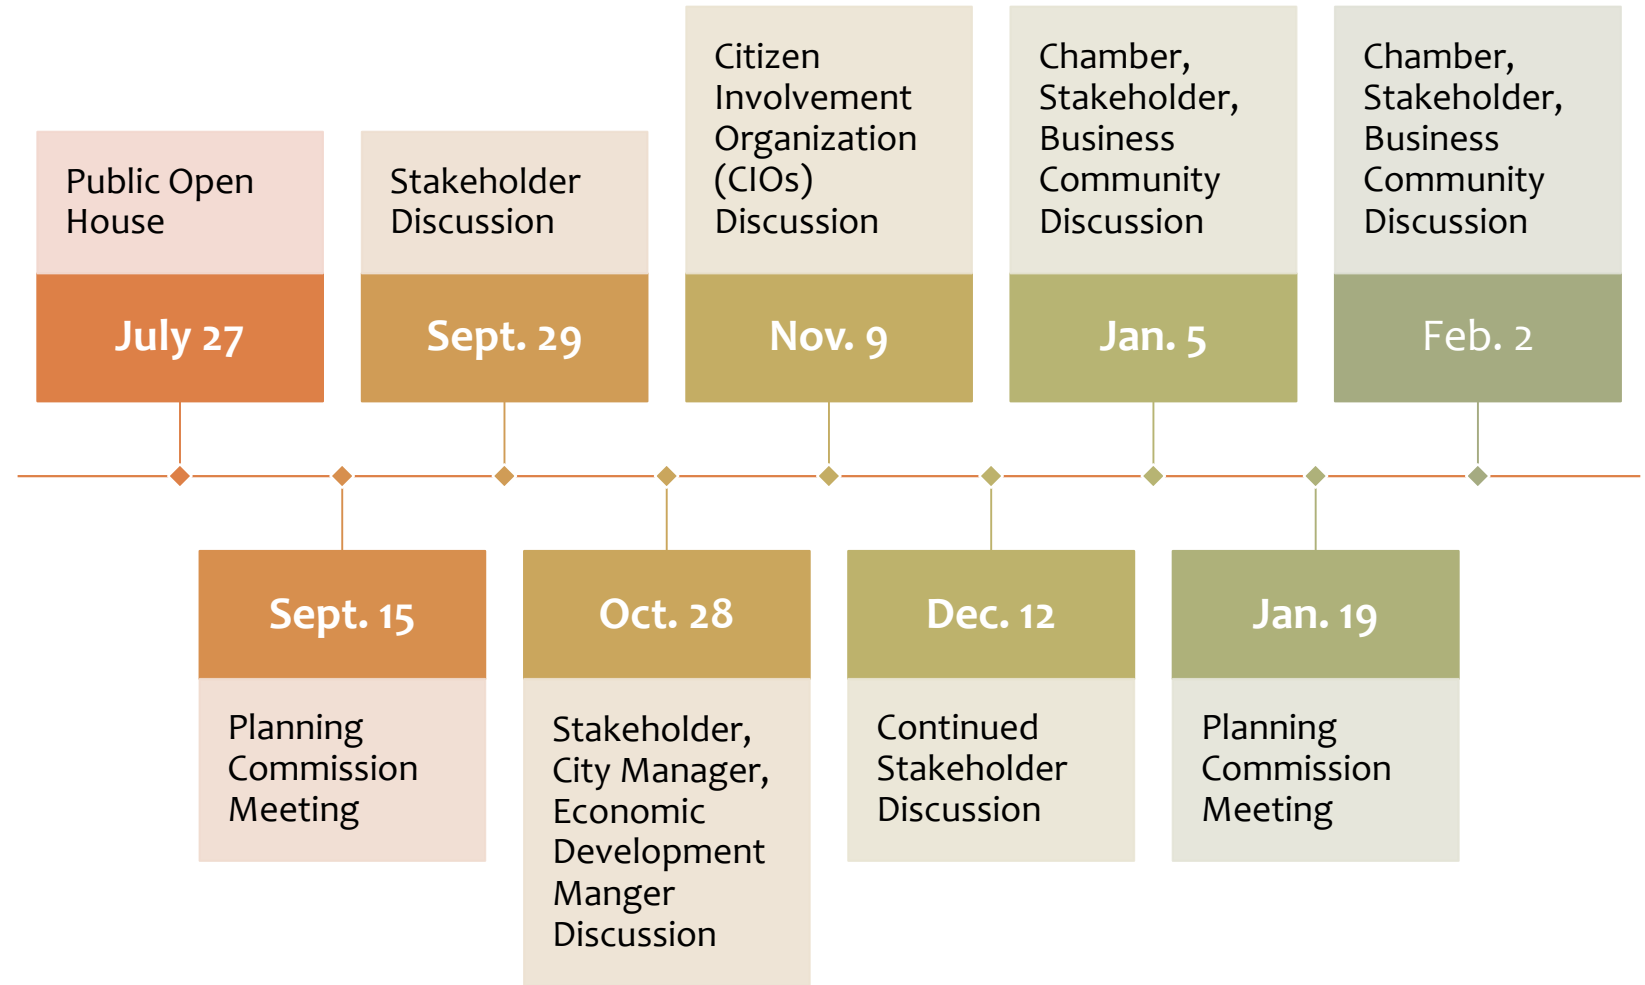 Public Open
House
July 27
Sept. 15
Planning
Commission
Meeting
Stakeholder
Discussion
Sept. 29
Oct. 28
Stakeholder,
City Manager,
Economic
Development
Manger
Discussion
Citizen
Involvement
Organization
(CIOs)
Discussion
Nov. 9
Dec. 12
Continued
Stakeholder
Discussion
Chamber,
Stakeholder,
Business
Community
Discussion
Jan. 5
Jan. 19
Planning
Commission
Meeting
Chamber,
Stakeholder,
Business
Community
Discussion
Feb. 2